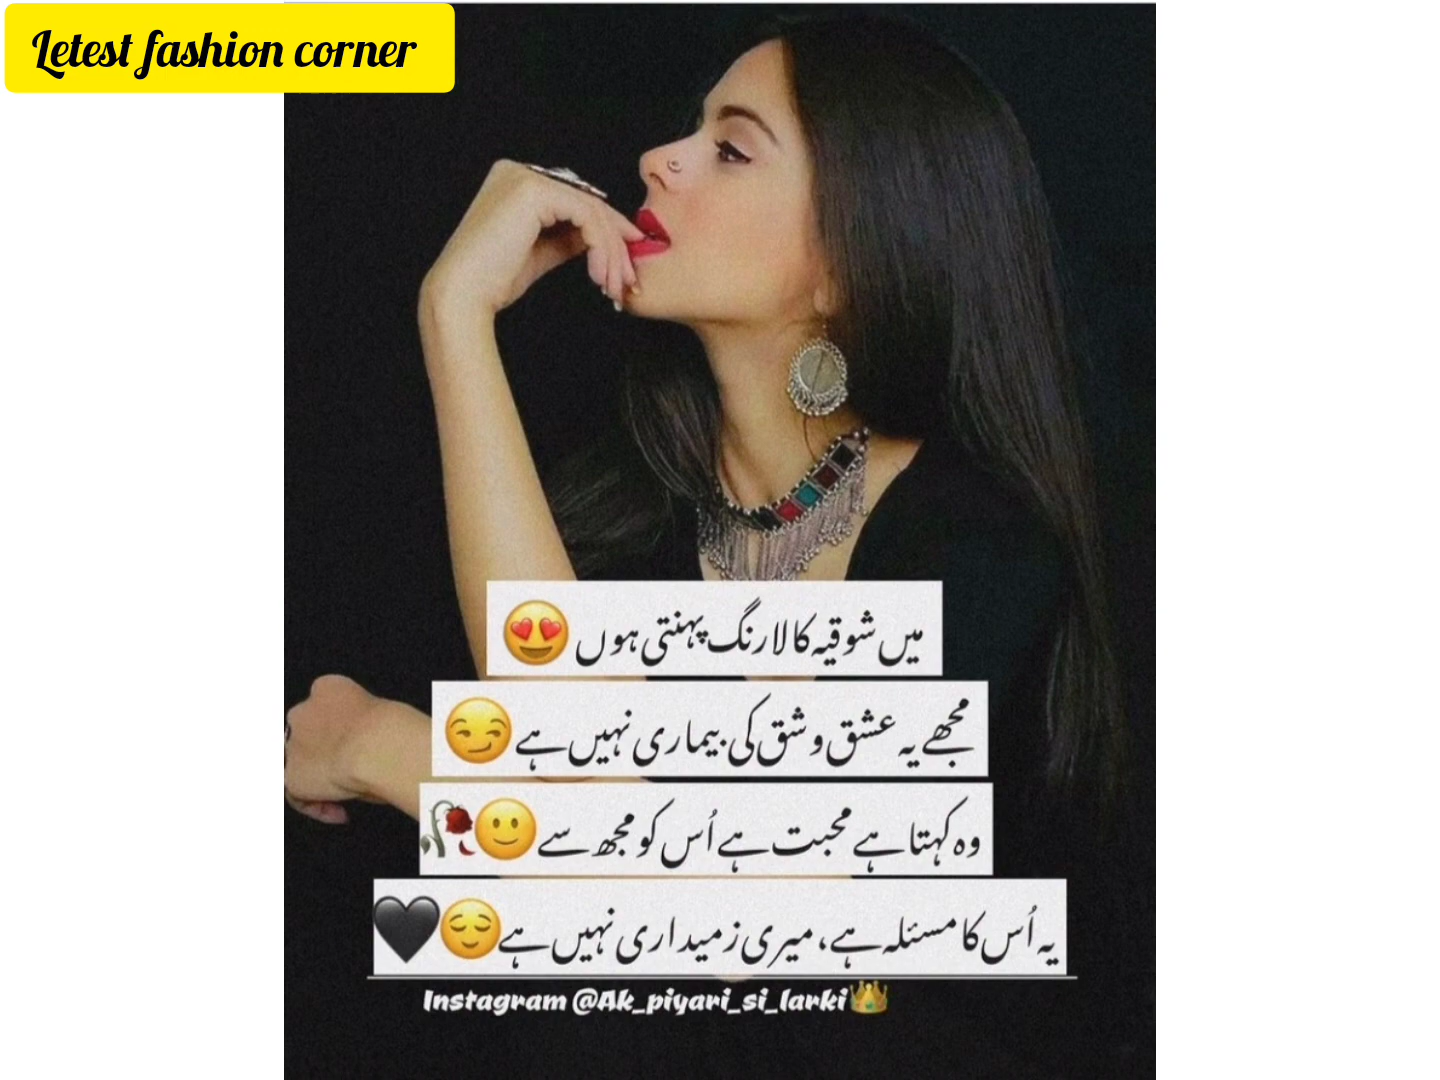 Letest fashion corner
میں شوقیہ کالا رنگ پہنتی ہوں 😍
مجھے یہ عشق وشق کی بیماری نہیں ہے 😏
وہ کہتا ہے محبت ہے اُس کو مجھ سے 🙂🥀
یہ اُس کا مسئلہ ہے، میری زمیداری نہیں ہے 😌🖤
Instagram @Ak_piyari_si_larki👑